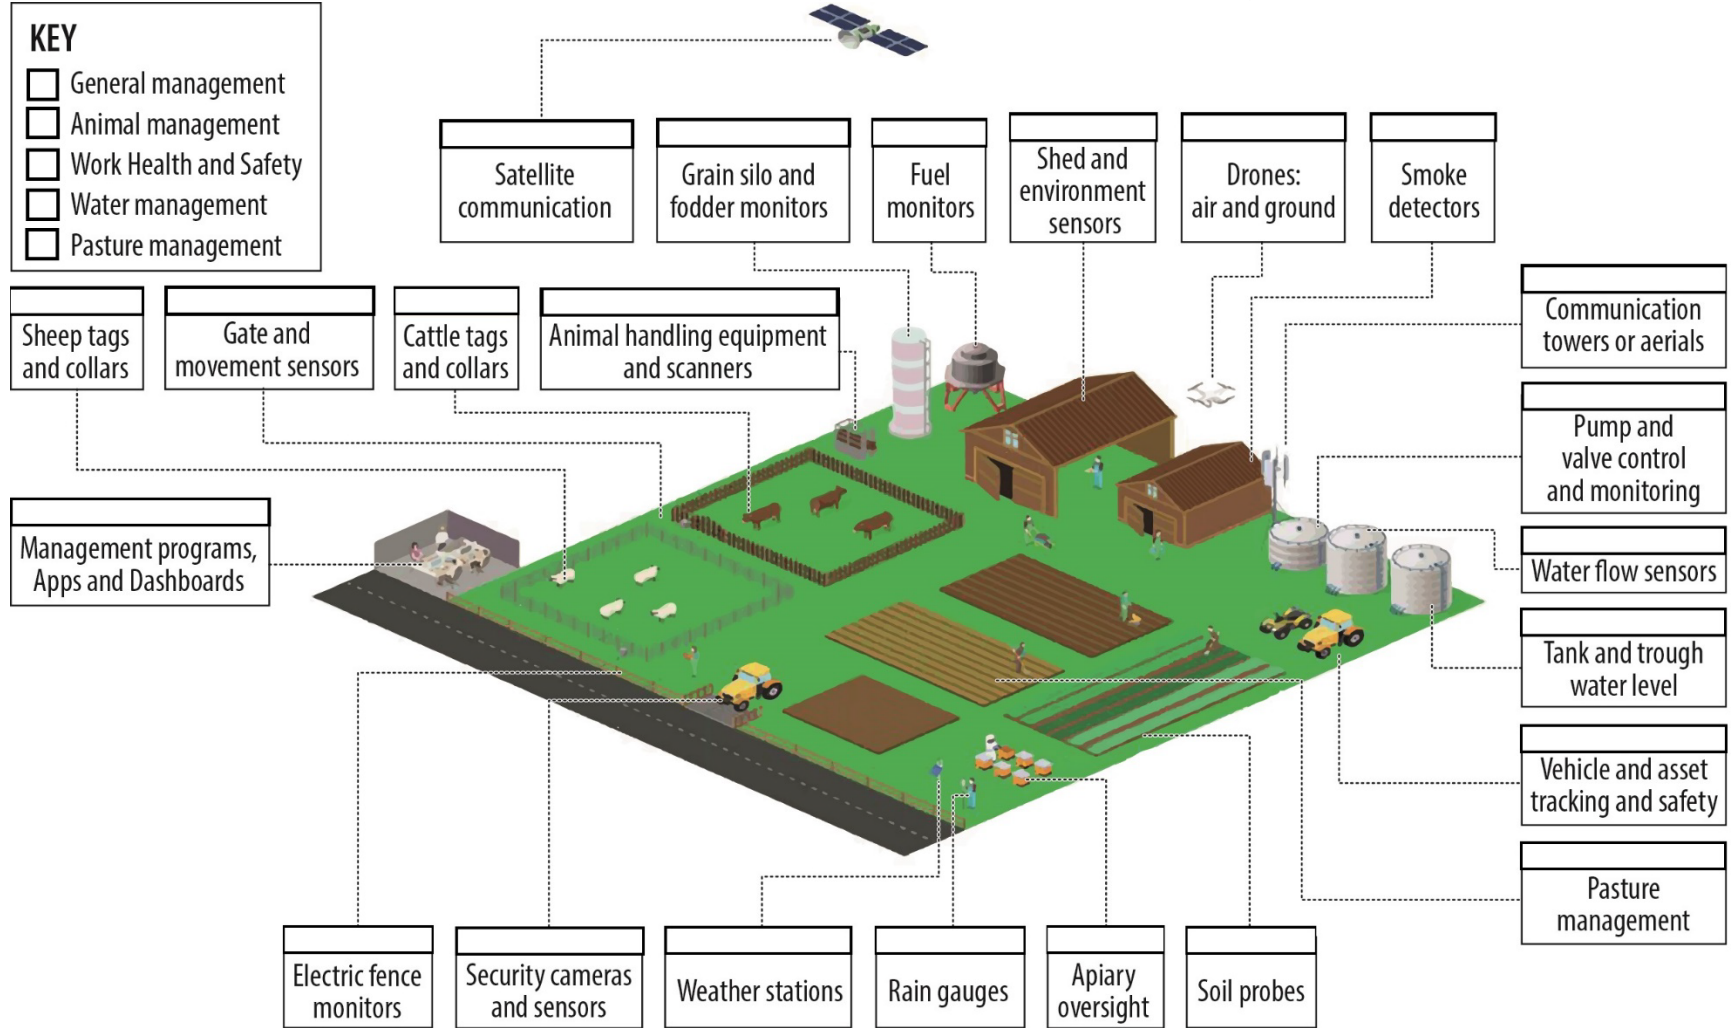 KEY
General management
Animal management
Work Health and Safety
Water management
Pasture management
Satellite
communication
Grain silo and
fodder monitors
Fuel
monitors
Shed and
environment
sensors
Drones:
air and ground
Smoke
detectors
Sheep tags
and collars
Gate and
movement sensors
Cattle tags
and collars
Animal handling equipment
and scanners
Communication
towers or aerials
Pump and
valve control
and monitoring
Management programs,
Apps and Dashboards
Water flow sensors
Tank and trough
water level
Vehicle and asset
tracking and safety
Pasture
management
Electric fence
monitors
Security cameras
and sensors
Weather stations
Rain gauges
Apiary
oversight
Soil probes